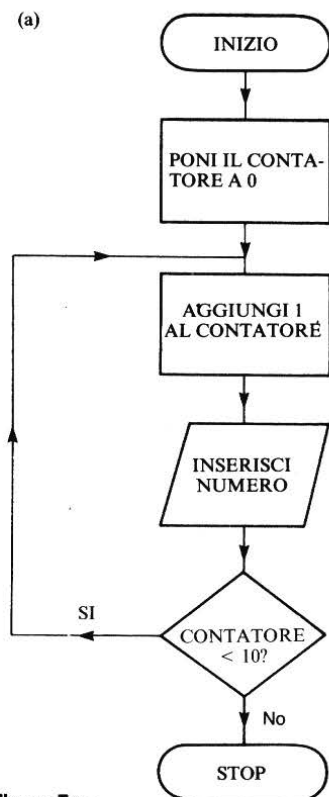 (a)
INIZIO
PONI IL CONTA-
TORE A 0
AGGIUNGI 1
AL CONTATORE
INSERISCI
NUMERO
SI
CONTATORE
< 10?
No
STOP